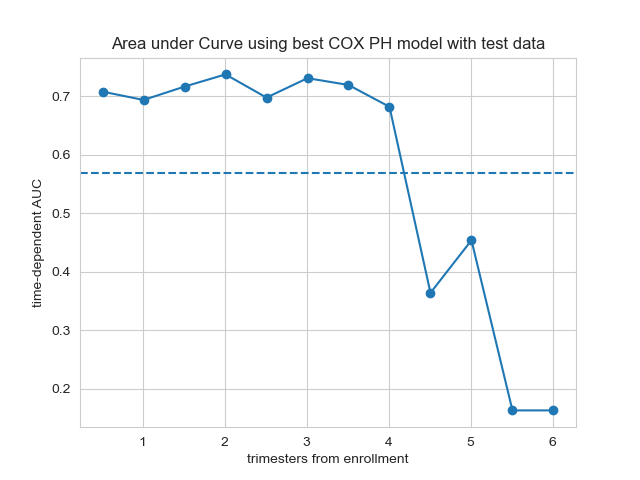 Area under Curve using best COX PH model with test data
0.7
0.6
0.5
0.4
0.3
0.2
time-dependent AUC
1 2 3 4 5 6
trimesters from enrollment